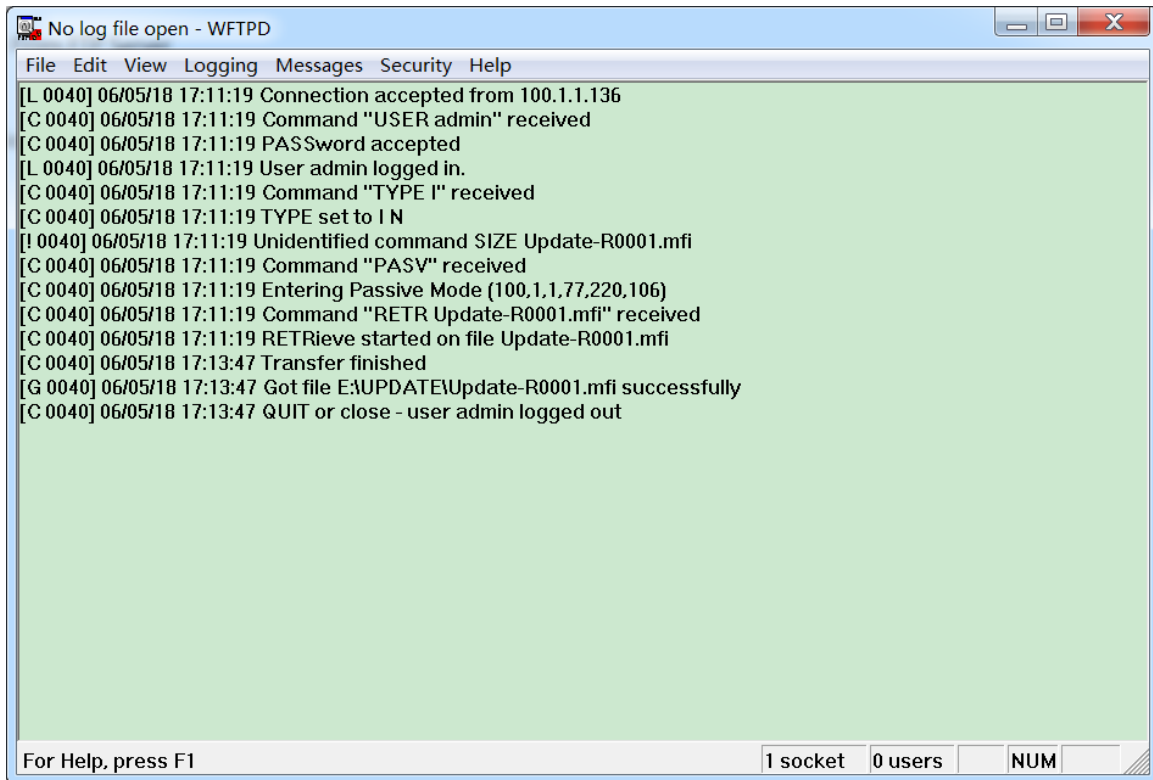 No log file open - WFTPD
File Edit View Logging Messages Security Help
[L 0040] 06/05/18 17:11:19 Connection accepted from 100.1.1.136
[C 0040] 06/05/18 17:11:19 Command "USER admin" received
[C 0040] 06/05/18 17:11:19 PASSword accepted
[L 0040] 06/05/18 17:11:19 User admin logged in.
[C 0040] 06/05/18 17:11:19 Command "TYPE I" received
[C 0040] 06/05/18 17:11:19 TYPE set to I N
[! 0040] 06/05/18 17:11:19 Unidentified command SIZE Update-R0001.mfi
[C 0040] 06/05/18 17:11:19 Command "PASV" received
[C 0040] 06/05/18 17:11:19 Entering Passive Mode (100,1,1,77,220,106)
[C 0040] 06/05/18 17:11:19 Command "RETR Update-R0001.mfi" received
[C 0040] 06/05/18 17:11:19 RETRieve started on file Update-R0001.mfi
[C 0040] 06/05/18 17:13:47 Transfer finished
[G 0040] 06/05/18 17:13:47 Got file E:\UPDATE\Update-R0001.mfi successfully
[C 0040] 06/05/18 17:13:47 QUIT or close - user admin logged out
For Help, press F1 1 socket 0 users NUM